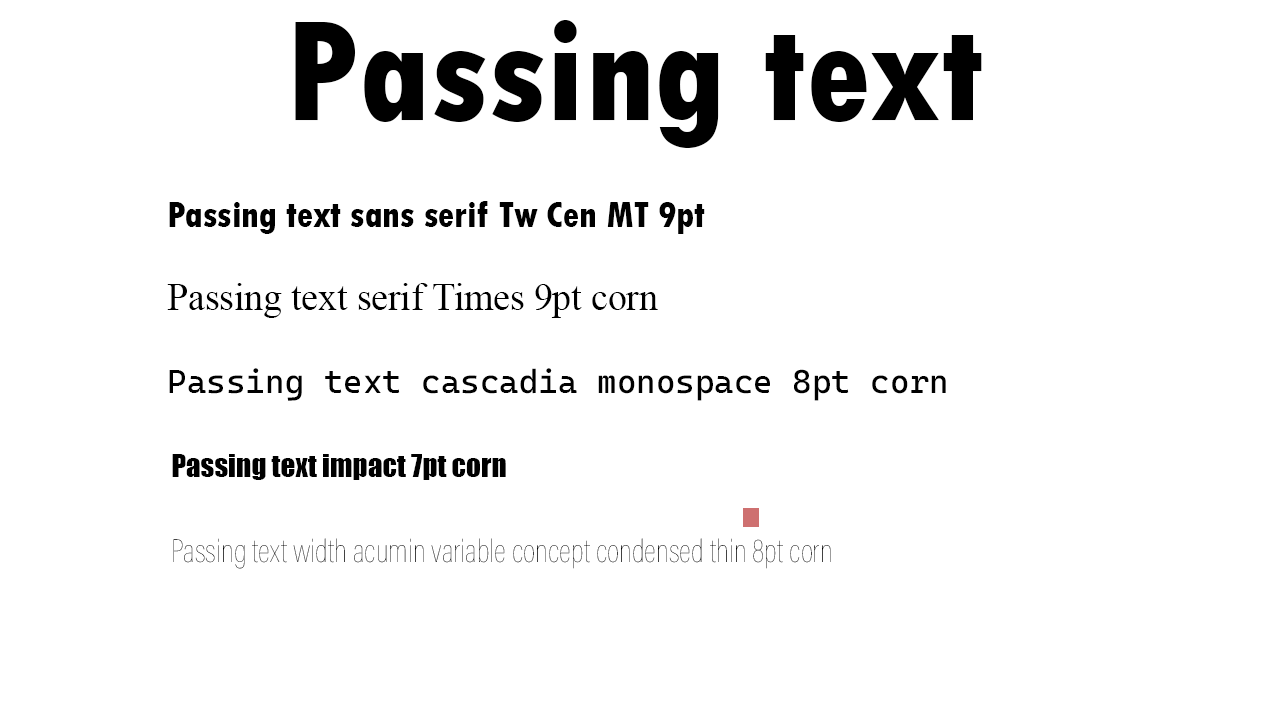 Passing text
Passing text sans serif Tw Cen MT 9pt
Passing text serif Times 9pt corn
Passing text cascadia monospace 8pt corn
Passing text impact 7pt corn
Passing text width acumin variable concept condensed thin 8pt corn